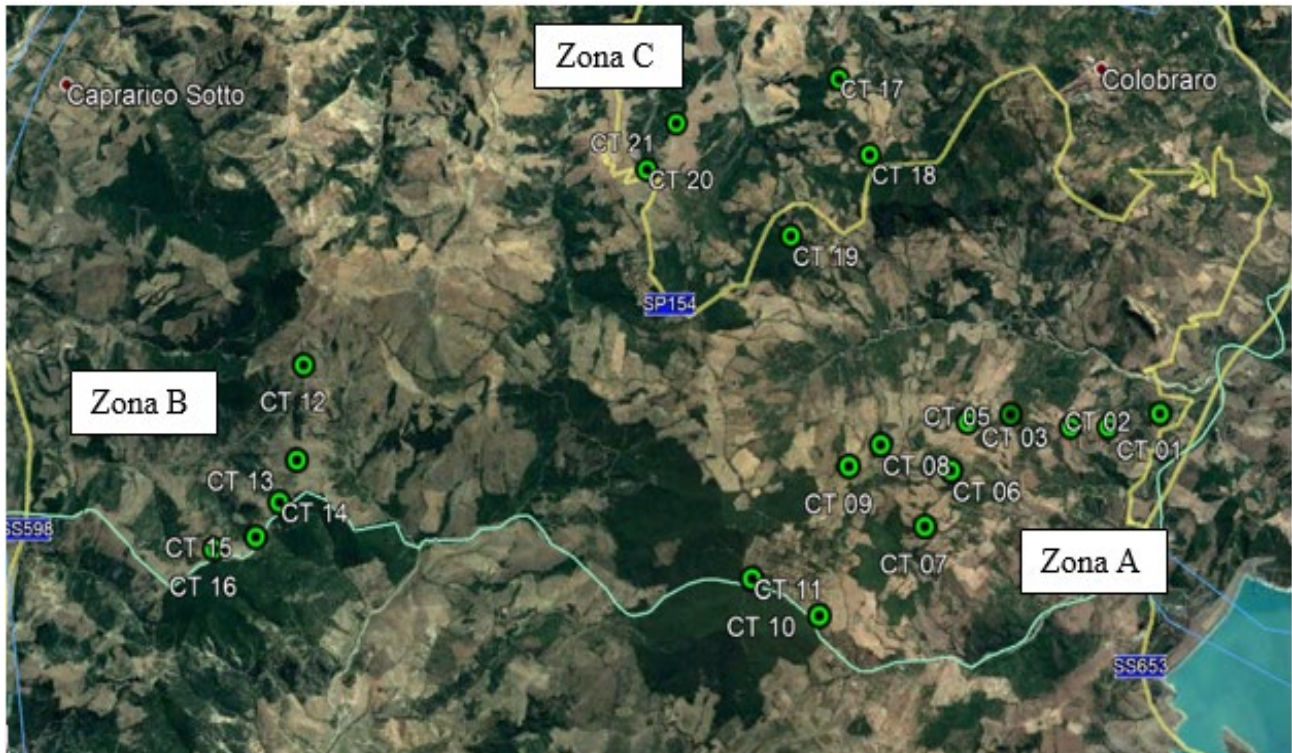 Zona C
CT 17
Colobraro
Caprarico Sotto
CT 21
CT 20
CT 18
CT 19
SP154
CT 12
Zona B
CT 05
CT 03
CT 02
CT 01
CT 08
CT 09
CT 06
CT 13
CT 14
SS598
CT 07
CT 15
CT 16
Zona A
CT 11
CT 10
SS653